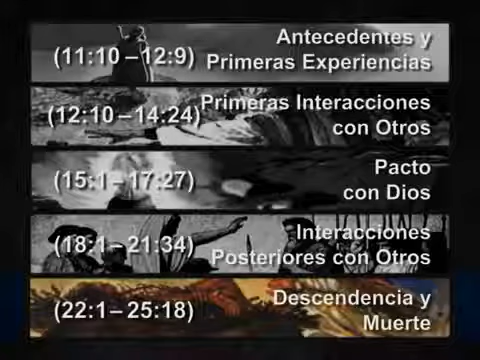 (11:10 – 12:9) Antecedentes y
Primeras Experiencias
(12:10 – 14:24) Primeras Interacciones
con Otros
(15:1 – 17:27) Pacto
con Dios
(18:1 – 21:34) Interacciones
Posteriores con Otros
(22:1 – 25:18) Descendencia y
Muerte